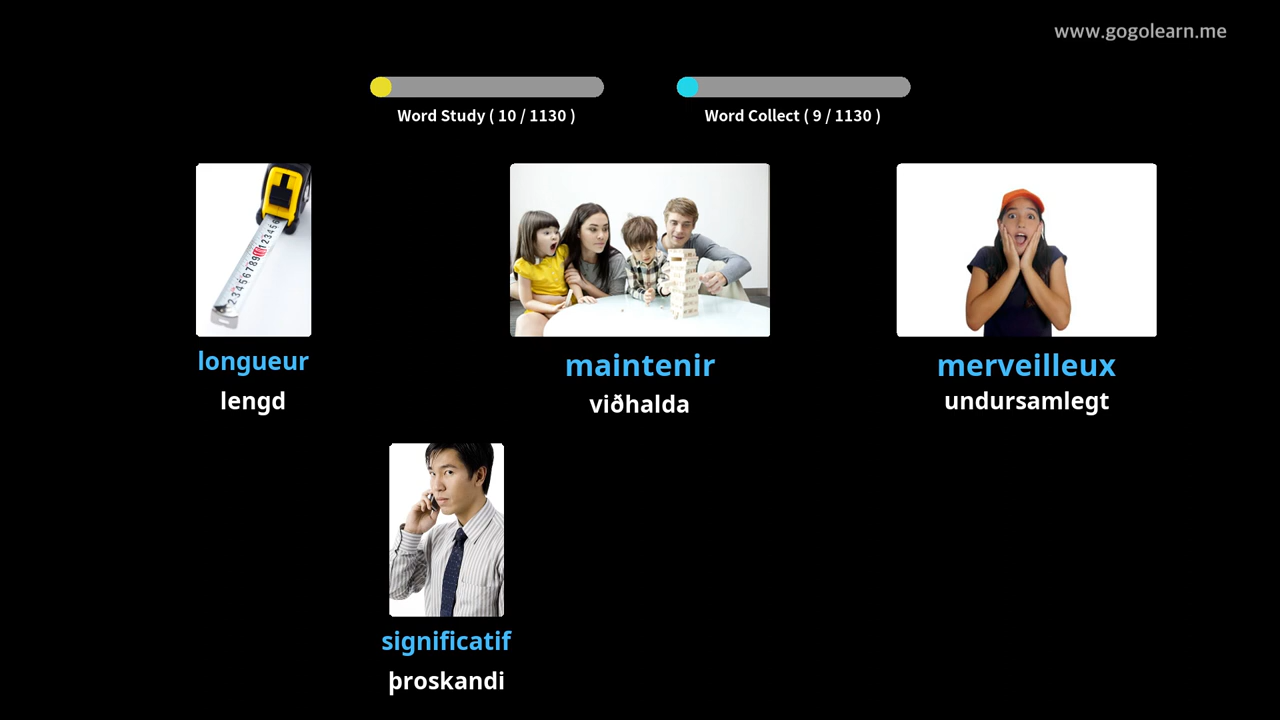 www.gogolearn.me
Word Study ( 10 / 1130 )
Word Collect ( 9 / 1130 )
longueur
lengd
maintenir
viðhalda
merveilleux
undursamlegt
significatif
þroskandi